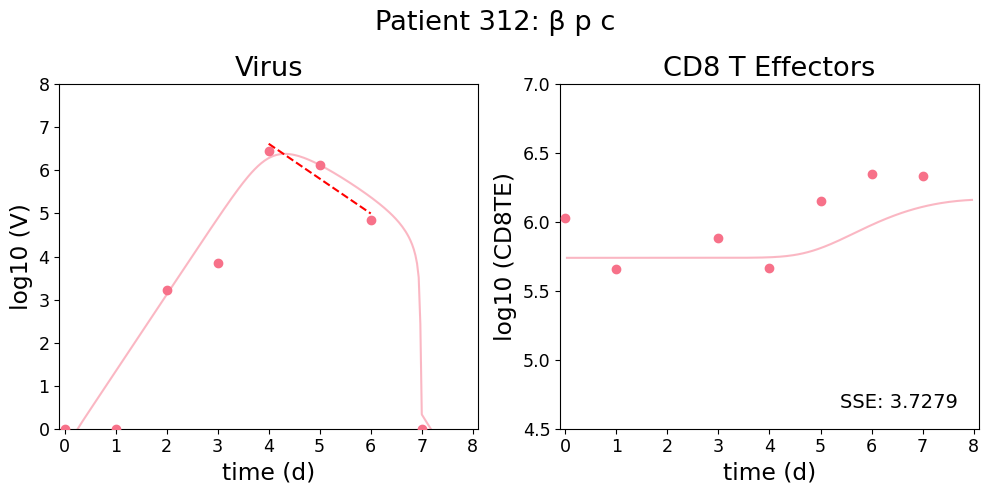 Patient 312: β p c
Virus
CD8 T Effectors
log10 (V)
8
7
6
5
4
3
2
1
0
0 1 2 3 4 5 6 7 8
time (d)
log10 (CD8TE)
7.0
6.5
6.0
5.5
5.0
4.5
SSE: 3.7279
0 1 2 3 4 5 6 7 8
time (d)